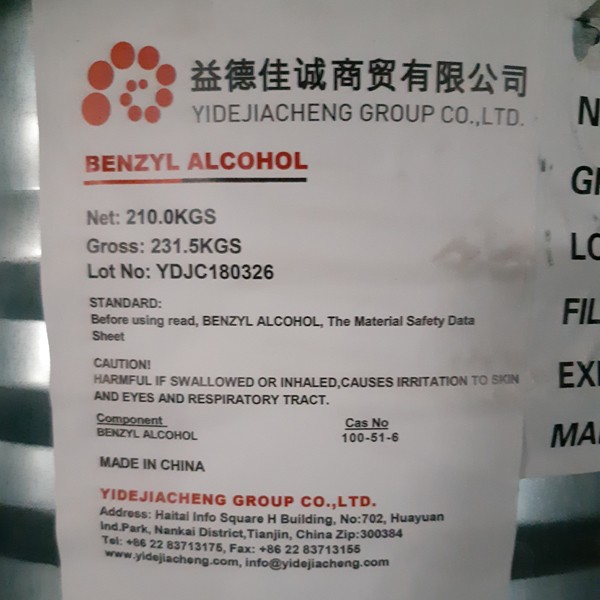 益德佳诚商贸有限公司
YIDEJIACHENG GROUP CO.,LTD.
BENZYL ALCOHOL
Net: 210.0KGS
Gross: 231.5KGS
Lot No: YDJC180326
STANDARD:
Before using read, BENZYL ALCOHOL, The Material Safety Data
Sheet
CAUTION!
HARMFUL IF SWALLOWED OR INHALED,CAUSES IRRITATION TO SKIN
AND EYES AND RESPIRATORY TRACT.
Component Cas No
BENZYL ALCOHOL 100-51-6
MADE IN CHINA
YIDEJIACHENG GROUP CO.,LTD.
Address: Haitai Info Square H Building, No:702, Huayuan
Ind.Park, Nankai District,Tianjin, China Zip:300384
Tel: +86 22 83713175, Fax: +86 22 83713155
www.yidejiacheng.com, info@yidejiacheng.com